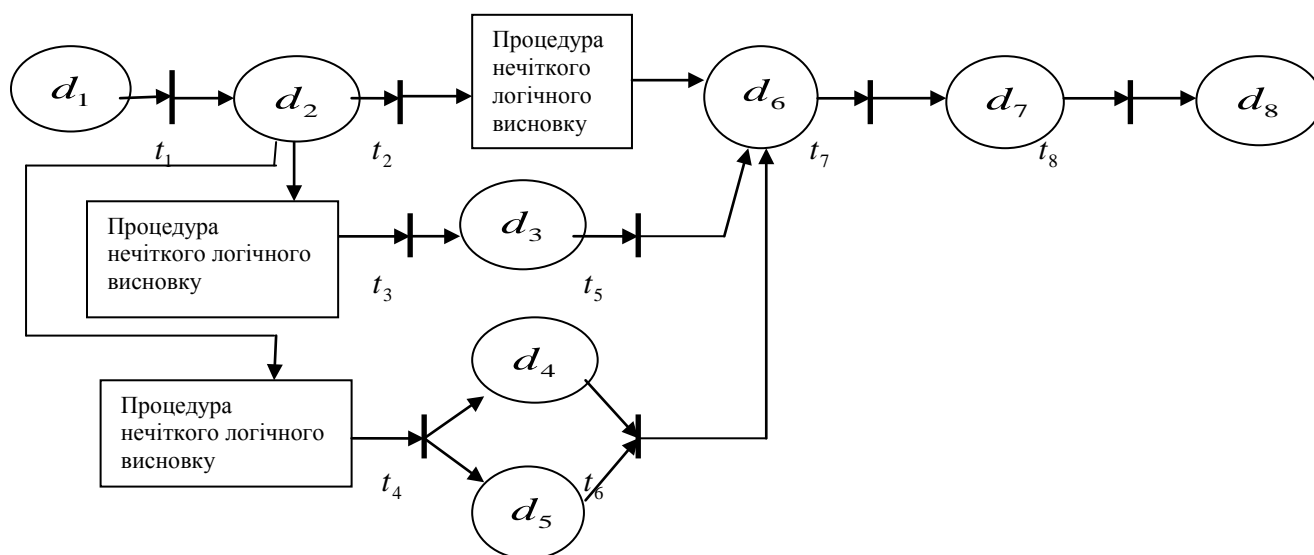 d₁
d₂
Процедура
нечіткого
логічного
висновку
d₆
d₇
d₈
t₁
t₂
t₇
t₈
Процедура
нечіткого логічного
висновку
d₃
t₃
t₅
Процедура
нечіткого логічного
висновку
d₄
t₄
t₆
d₅